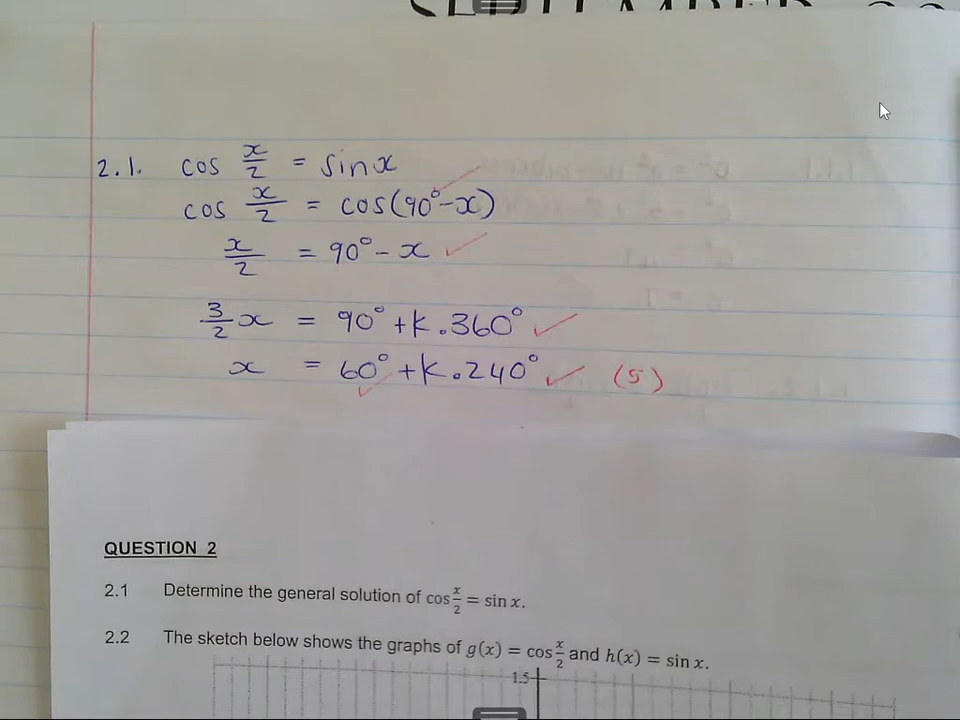 2.1. cos x/2 = sin x
cos x/2 = cos(90° - x)
x/2 = 90° - x
3/2 x = 90° + k.360°
x = 60° + k.240° (5)
QUESTION 2
2.1 Determine the general solution of cos x/2 = sin x.
2.2 The sketch below shows the graphs of g(x) = cos x/2 and h(x) = sin x.
1.5